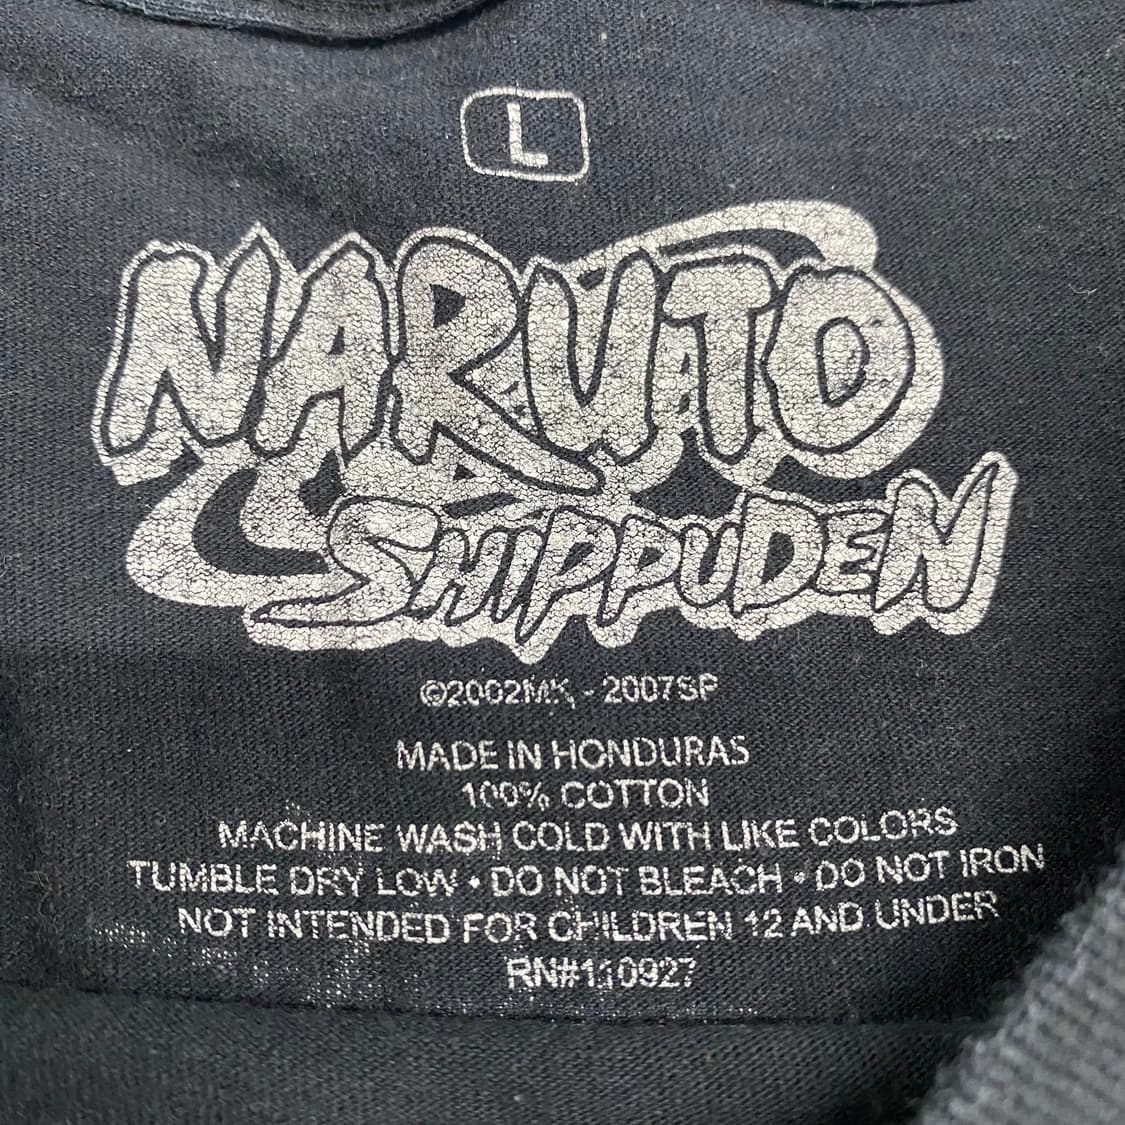 L
NARUTO
SHIPPUDEN
©2002MK - 2007SP
MADE IN HONDURAS
100% COTTON
MACHINE WASH COLD WITH LIKE COLORS
TUMBLE DRY LOW • DO NOT BLEACH • DO NOT IRON
NOT INTENDED FOR CHILDREN 12 AND UNDER
RN#110927